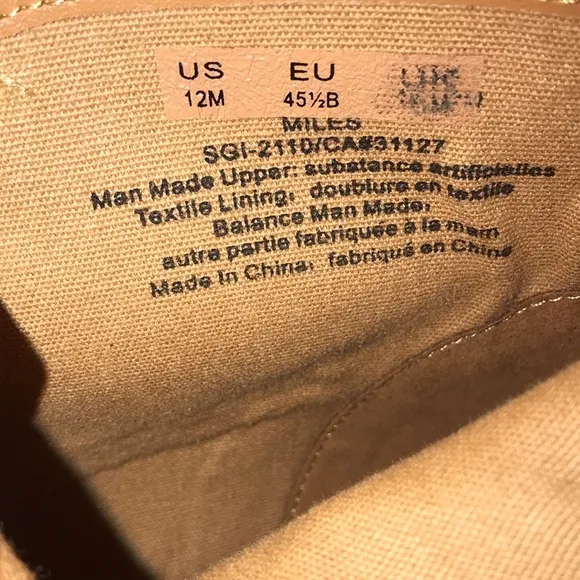 US EU
12M 45½B
MILES
SGI-2110/CA#31127
Man Made Upper: substance artificielles
Textile Lining: doublure en textile
Balance Man Made:
autre partie fabriquée à la main
Made In China: fabriqué en Chine